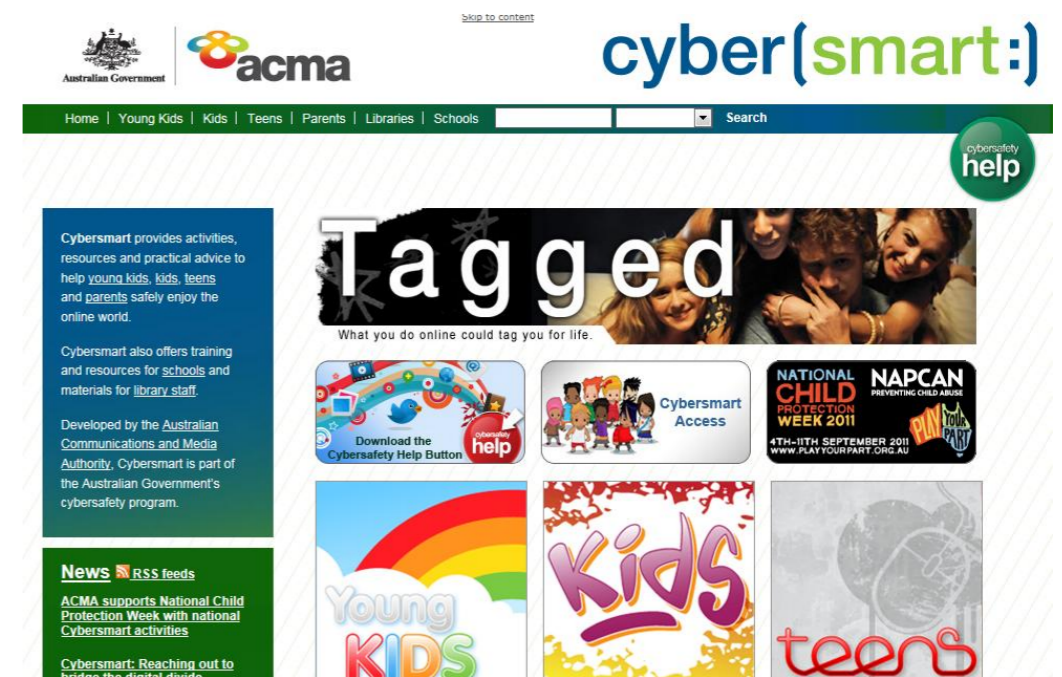 Skip to content
Australian Government
acma
cyber(smart:)
Home | Young Kids | Kids | Teens | Parents | Libraries | Schools
Search
cybersafety
help
Cybersmart provides activities,
resources and practical advice to
help young kids, kids, teens
and parents safely enjoy the
online world.
Cybersmart also offers training
and resources for schools and
materials for library staff.
Developed by the Australian
Communications and Media
Authority, Cybersmart is part of
the Australian Government's
cybersafety program.
News RSS feeds
ACMA supports National Child
Protection Week with national
Cybersmart activities
Cybersmart: Reaching out to
bridge the digital divide
Tagged
What you do online could tag you for life.
Download the
Cybersafety Help Button
cybersafety
help
Cybersmart
Access
NATIONAL
CHILD
PROTECTION
WEEK 2011
4TH-11TH SEPTEMBER 2011
WWW.PLAYYOURPART.ORG.AU
NAPCAN
PREVENTING CHILD ABUSE
PLAY
YOUR
PART
Young
KIDS
Kids
teens